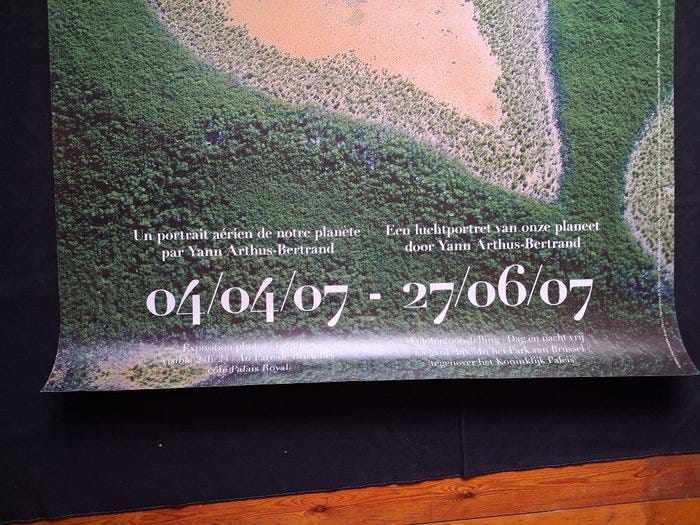 Un portrait aérien de notre planète
par Yann Arthus-Bertrand
Een luchtportret van onze planeet
door Yann Arthus-Bertrand
04/04/07 - 27/06/07
Exposition photos | Gratuite
Visible 24h/24 | Au Parc de Bruxelles
côté Palais Royal
Fototentoonstelling | Dag en nacht vrij
toegankelijk | In het Park van Brussel
tegenover het Koninklijk Paleis